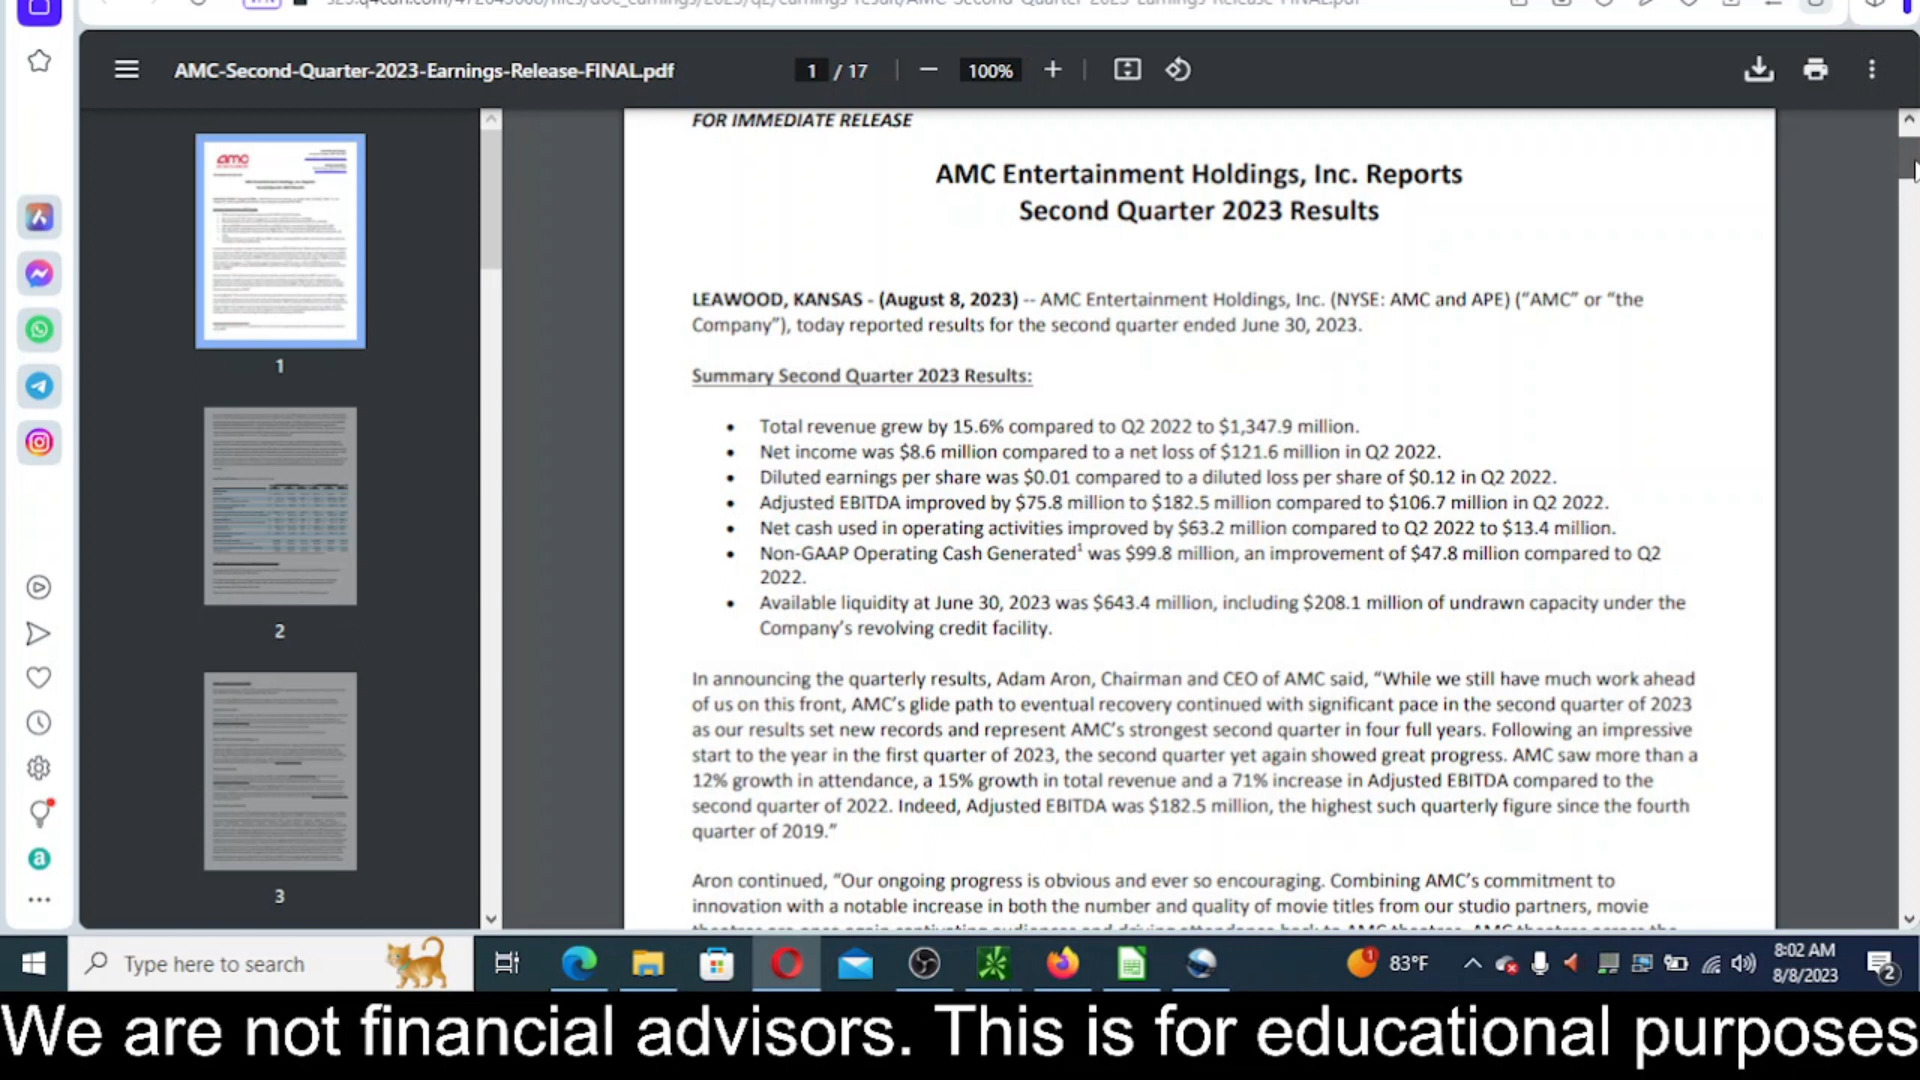 AMC-Second-Quarter-2023-Earnings-Release-FINAL.pdf
1 / 17
100%
FOR IMMEDIATE RELEASE
AMC Entertainment Holdings, Inc. Reports
Second Quarter 2023 Results
LEAWOOD, KANSAS - (August 8, 2023) -- AMC Entertainment Holdings, Inc. (NYSE: AMC and APE) (“AMC” or “the
Company”), today reported results for the second quarter ended June 30, 2023.
Summary Second Quarter 2023 Results:
• Total revenue grew by 15.6% compared to Q2 2022 to $1,347.9 million.
• Net income was $8.6 million compared to a net loss of $121.6 million in Q2 2022.
• Diluted earnings per share was $0.01 compared to a diluted loss per share of $0.12 in Q2 2022.
• Adjusted EBITDA improved by $75.8 million to $182.5 million compared to $106.7 million in Q2 2022.
• Net cash used in operating activities improved by $63.2 million compared to Q2 2022 to $13.4 million.
• Non-GAAP Operating Cash Generated¹ was $99.8 million, an improvement of $47.8 million compared to Q2
2022.
• Available liquidity at June 30, 2023 was $643.4 million, including $208.1 million of undrawn capacity under the
Company’s revolving credit facility.
In announcing the quarterly results, Adam Aron, Chairman and CEO of AMC said, “While we still have much work ahead
of us on this front, AMC’s glide path to eventual recovery continued with significant pace in the second quarter of 2023
as our results set new records and represent AMC’s strongest second quarter in four full years. Following an impressive
start to the year in the first quarter of 2023, the second quarter yet again showed great progress. AMC saw more than a
12% growth in attendance, a 15% growth in total revenue and a 71% increase in Adjusted EBITDA compared to the
second quarter of 2022. Indeed, Adjusted EBITDA was $182.5 million, the highest such quarterly figure since the fourth
quarter of 2019.”
Aron continued, “Our ongoing progress is obvious and ever so encouraging. Combining AMC’s commitment to
innovation with a notable increase in both the number and quality of movie titles from our studio partners, movie
amc
1
2
3
a
Type here to search
1
83°F
8:02 AM
8/8/2023
2
We are not financial advisors. This is for educational purposes